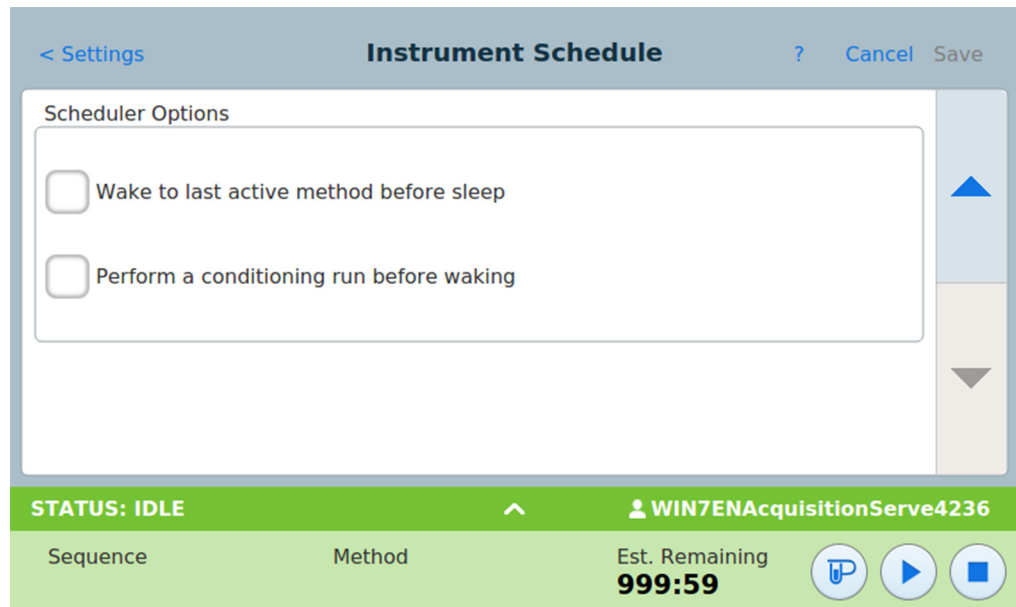 < Settings Instrument Schedule ? Cancel Save
Scheduler Options
Wake to last active method before sleep
Perform a conditioning run before waking
STATUS: IDLE WIN7ENAcquisitionServe4236
Sequence Method Est. Remaining
999:59